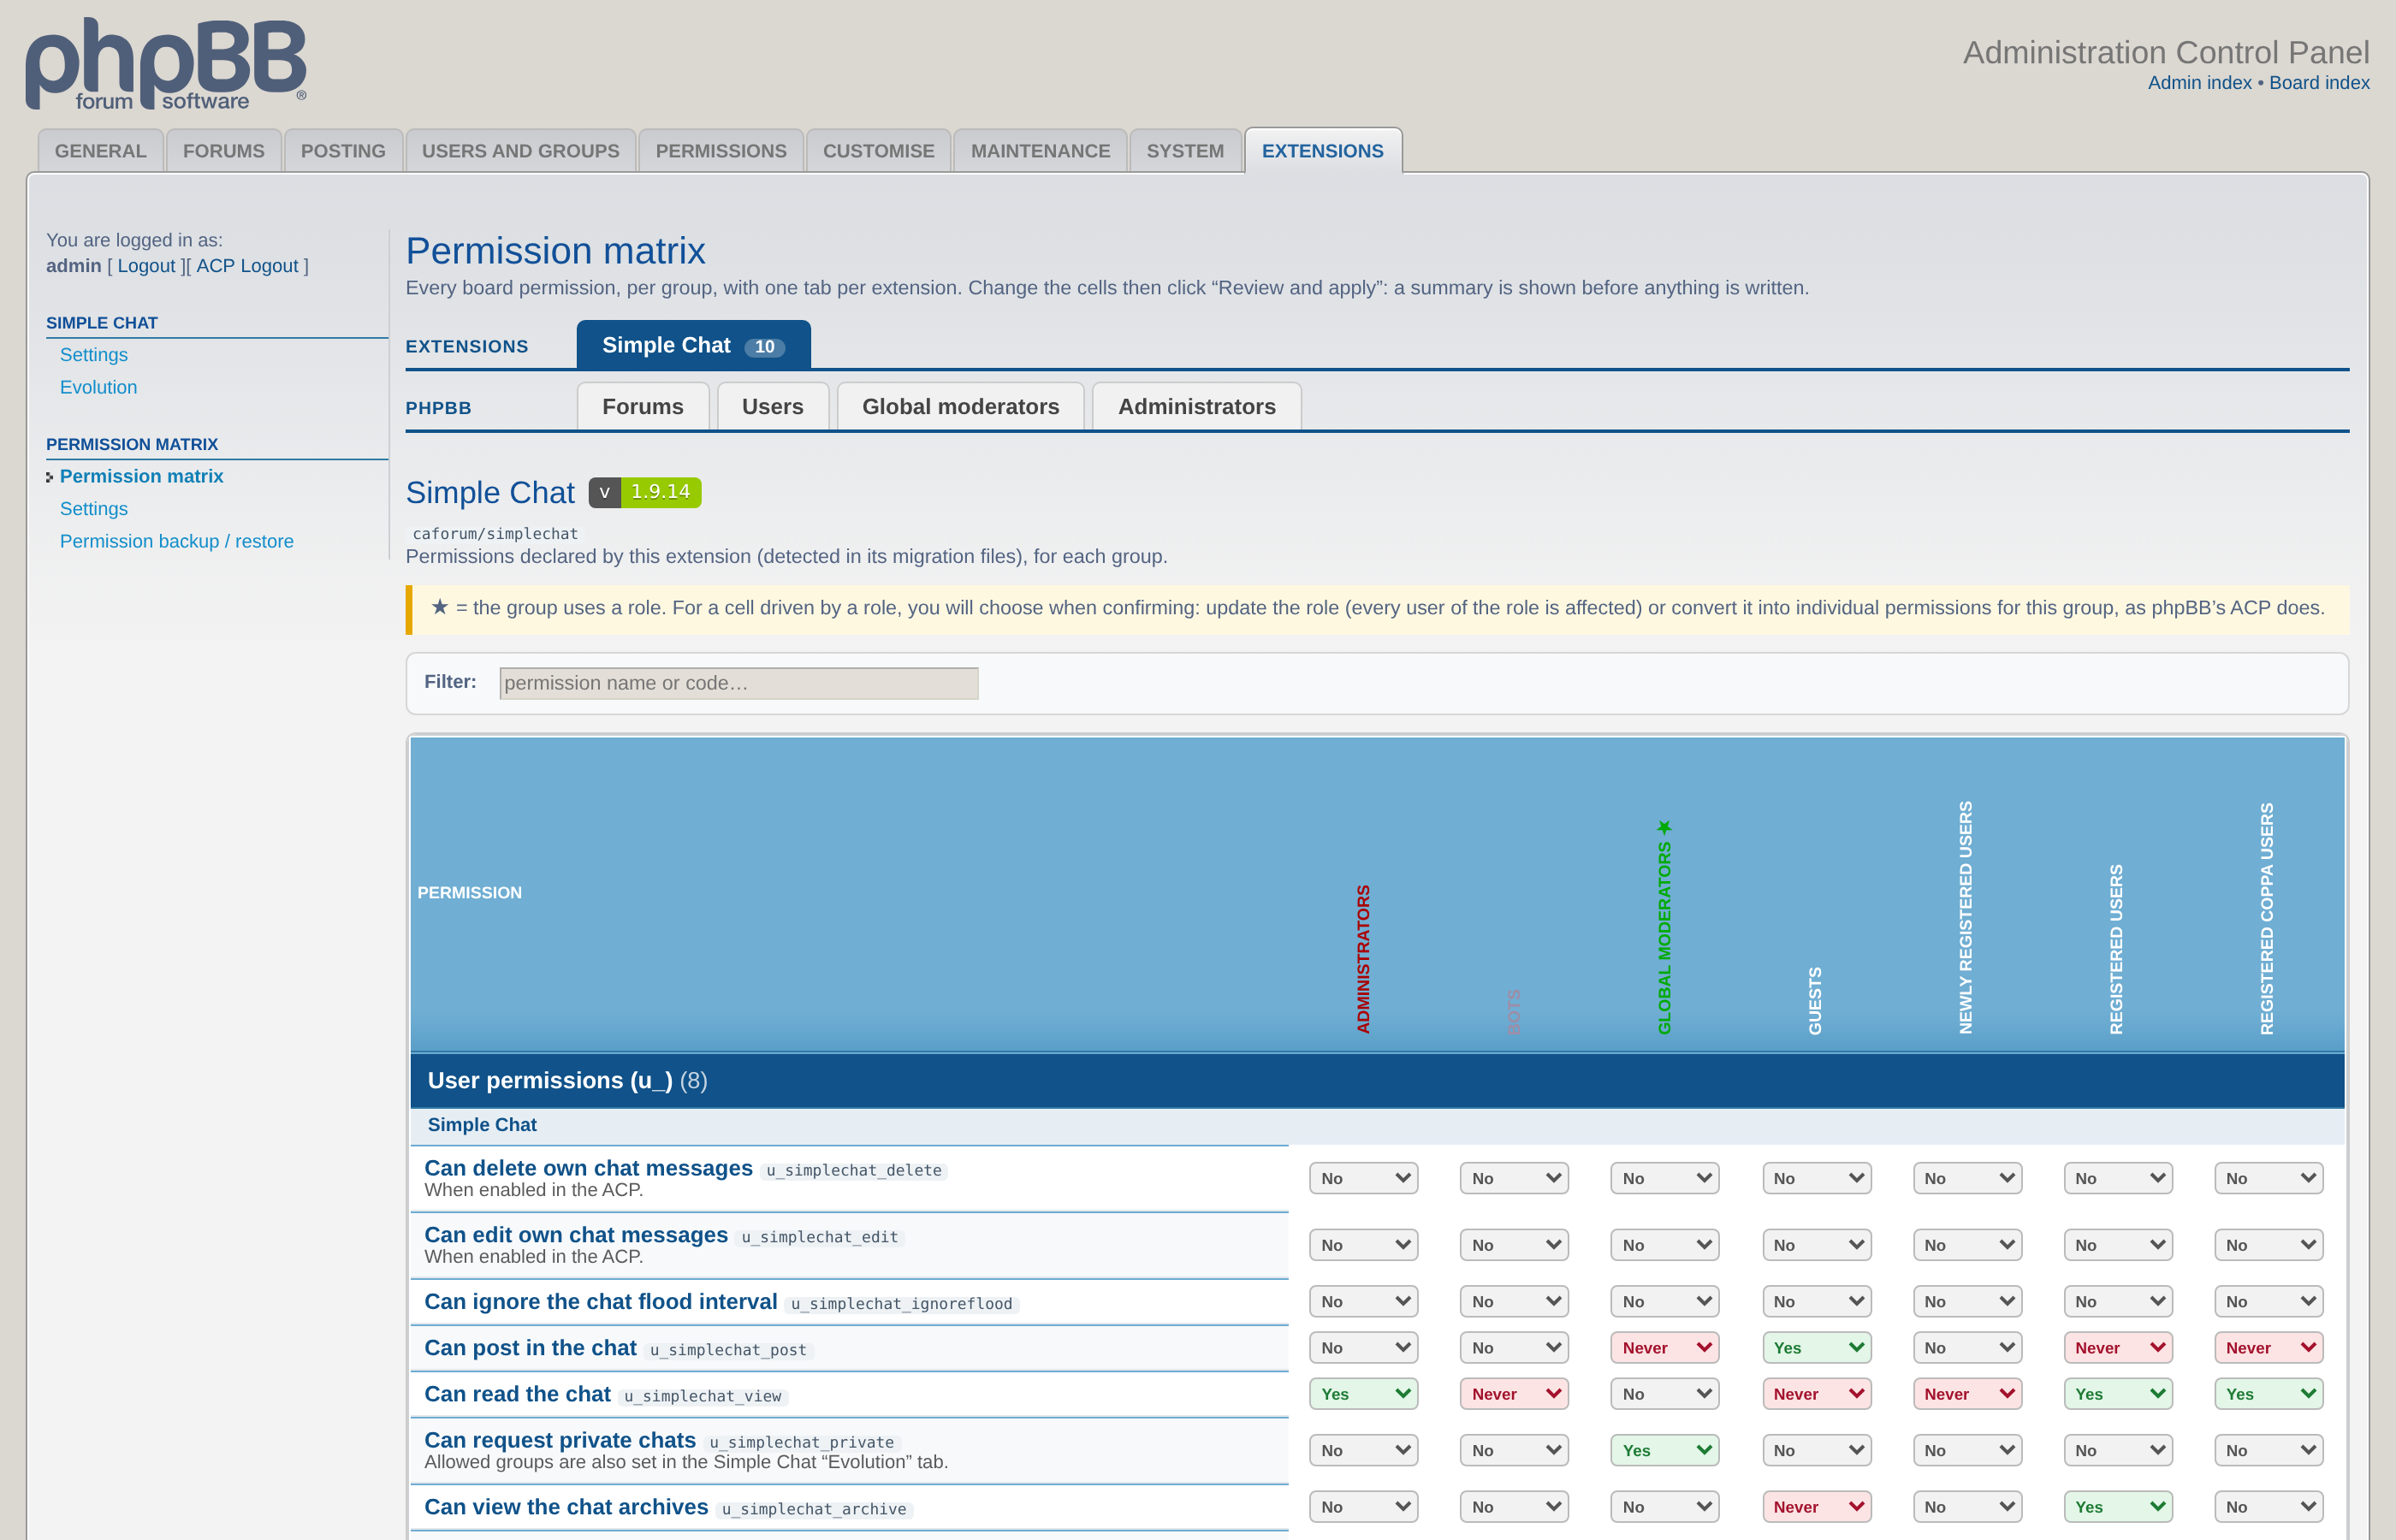 phpBB
forum software ®
Administration Control Panel
Admin index • Board index
GENERAL FORUMS POSTING USERS AND GROUPS PERMISSIONS CUSTOMISE MAINTENANCE SYSTEM EXTENSIONS
You are logged in as:
admin [ Logout ][ ACP Logout ]
SIMPLE CHAT
Settings
Evolution
PERMISSION MATRIX
Permission matrix
Settings
Permission backup / restore
Permission matrix
Every board permission, per group, with one tab per extension. Change the cells then click “Review and apply”: a summary is shown before anything is written.
EXTENSIONS Simple Chat 10
PHPBB Forums Users Global moderators Administrators
Simple Chat v 1.9.14
caforum/simplechat
Permissions declared by this extension (detected in its migration files), for each group.
★ = the group uses a role. For a cell driven by a role, you will choose when confirming: update the role (every user of the role is affected) or convert it into individual permissions for this group, as phpBB’s ACP does.
Filter: permission name or code…
PERMISSION ADMINISTRATORS BOTS GLOBAL MODERATORS ★ GUESTS NEWLY REGISTERED USERS REGISTERED USERS REGISTERED COPPA USERS
User permissions (u_) (8)
Simple Chat
Can delete own chat messages u_simplechat_delete No No No No No No No
When enabled in the ACP.
Can edit own chat messages u_simplechat_edit No No No No No No No
When enabled in the ACP.
Can ignore the chat flood interval u_simplechat_ignoreflood No No No No No No No
Can post in the chat u_simplechat_post No No Never Yes No Never Never
Can read the chat u_simplechat_view Yes Never No Never Never Yes Yes
Can request private chats u_simplechat_private No No Yes No No No No
Allowed groups are also set in the Simple Chat “Evolution” tab.
Can view the chat archives u_simplechat_archive No No No Never No Yes No